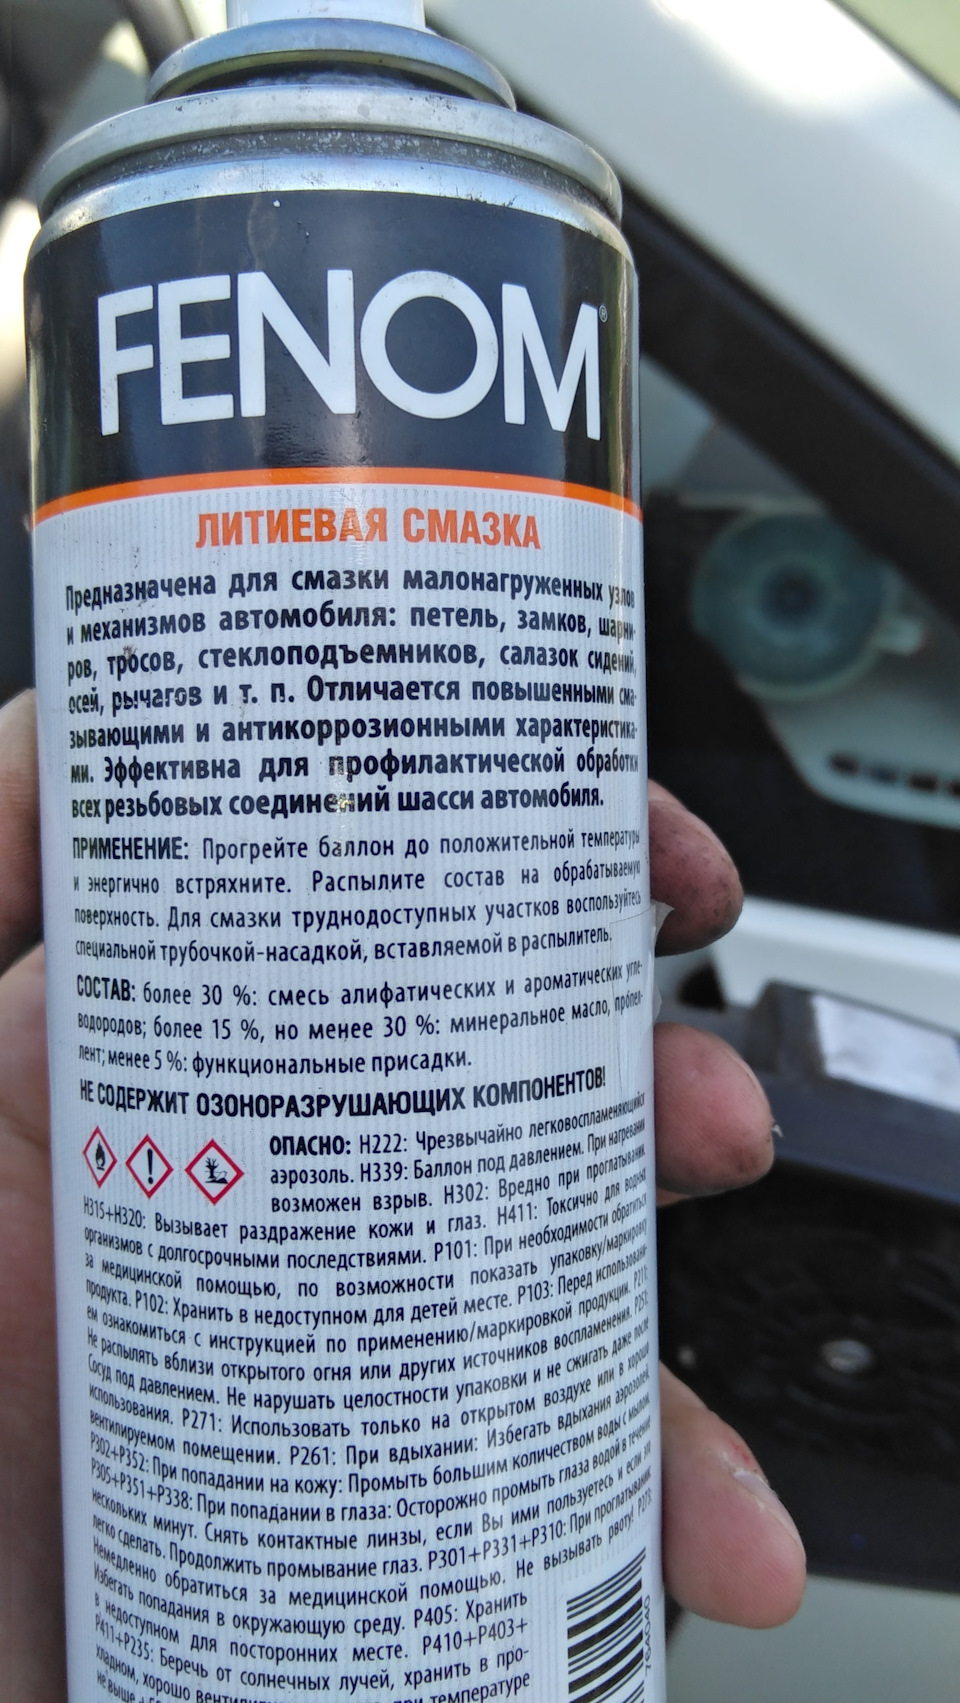 FENOM®
ЛИТИЕВАЯ СМАЗКА
Предназначена для смазки малонагруженных узлов
и механизмов автомобиля: петель, замков, шарни-
ров, тросов, стеклоподъемников, салазок сидений,
осей, рычагов и т. п. Отличается повышенными сма-
зывающими и антикоррозионными характеристика-
ми. Эффективна для профилактической обработки
всех резьбовых соединений шасси автомобиля.
ПРИМЕНЕНИЕ: Прогрейте баллон до положительной температуры
и энергично встряхните. Распылите состав на обрабатываемую
поверхность. Для смазки труднодоступных участков воспользуйтесь
специальной трубочкой-насадкой, вставляемой в распылитель.
СОСТАВ: более 30 %: смесь алифатических и ароматических угле-
водородов; более 15 %, но менее 30 %: минеральное масло, пропел-
лент; менее 5 %: функциональные присадки.
НЕ СОДЕРЖИТ ОЗОНОРАЗРУШАЮЩИХ КОМПОНЕНТОВ!
ОПАСНО: H222: Чрезвычайно легковоспламеняющийся
аэрозоль. H339: Баллон под давлением. При нагревании
возможен взрыв. H302: Вредно при проглатывании.
H315+H320: Вызывает раздражение кожи и глаз. H411: Токсично для водных
организмов с долгосрочными последствиями. P101: При необходимости обратиться
за медицинской помощью, по возможности показать упаковку/маркировку
продукта. P102: Хранить в недоступном для детей месте. P103: Перед использовани-
ем ознакомиться с инструкцией по применению/маркировкой продукции. P211:
Не распылять вблизи открытого огня или других источников воспламенения. P251:
Сосуд под давлением. Не нарушать целостности упаковки и не сжигать даже после
использования. P271: Использовать только на открытом воздухе или в хорошо
вентилируемом помещении. P261: При вдыхании: Избегать вдыхания аэрозолей.
P302+P352: При попадании на кожу: Промыть большим количеством воды с мылом.
P305+P351+P338: При попадании в глаза: Осторожно промыть глаза водой в течение
нескольких минут. Снять контактные линзы, если Вы ими пользуетесь и если это
легко сделать. Продолжить промывание глаз. P301+P331+P310: При проглатывании:
Немедленно обратиться за медицинской помощью. Не вызывать рвоту! P273:
Избегать попадания в окружающую среду. P405: Хранить
в недоступном для посторонних месте. P410+P403+
P411+P235: Беречь от солнечных лучей, хранить в про-
хладном, хорошо при температуре
не выше
764040